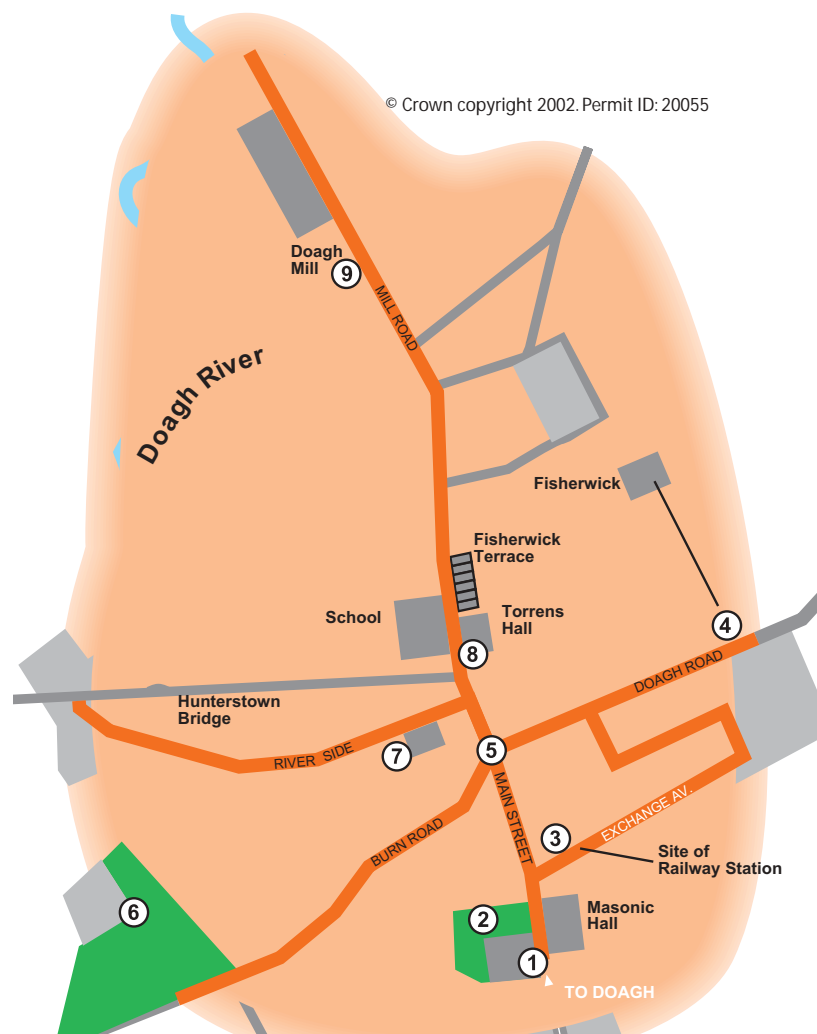 © Crown copyright 2002. Permit ID: 20055
Doagh
Mill
9
MILL ROAD
Doagh River
Fisherwick
Fisherwick
Terrace
School
Torrens
Hall
4
8
DOAGH ROAD
Hunterstown
Bridge
RIVER SIDE
7
5
MAIN STREET
BURN ROAD
3
EXCHANGE AV.
Site of
Railway Station
6
2
Masonic
Hall
1
TO DOAGH